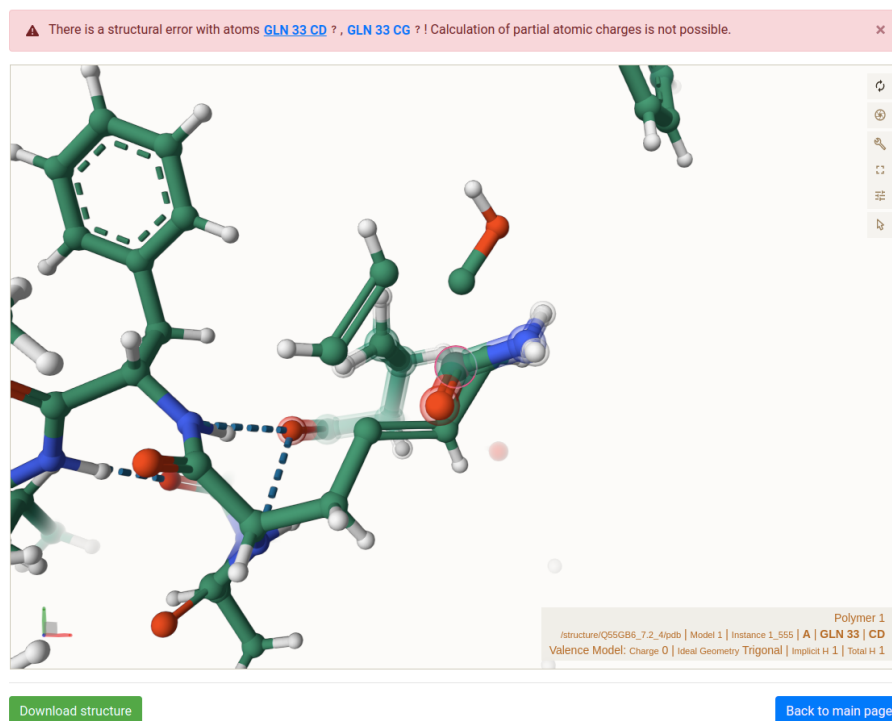 There is a structural error with atoms GLN 33 CD ? , GLN 33 CG ? ! Calculation of partial atomic charges is not possible. ×
Polymer 1
/structure/Q55GB6_7.2_4/pdb | Model 1 | Instance 1_555 | A | GLN 33 | CD
Valence Model: Charge 0 | Ideal Geometry Trigonal | Implicit H 1 | Total H 1
Download structure
Back to main page